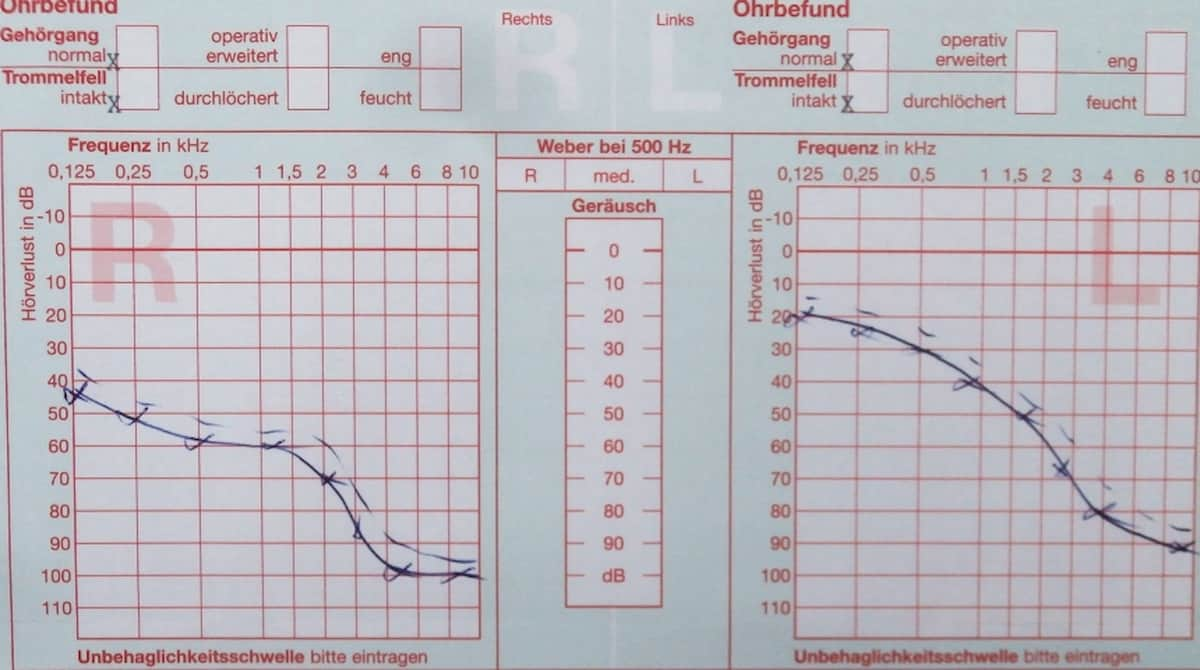 Ohrbefund
Gehörgang
normal X
operativ
erweitert
eng
Trommelfell
intakt X
durchlöchert
feucht
Rechts
Links
R L
Ohrbefund
Gehörgang
normal X
operativ
erweitert
eng
Trommelfell
intakt X
durchlöchert
feucht
Frequenz in kHz
0,125 0,25 0,5 1 1,5 2 3 4 6 8 10
Hörverlust in dB
R
-10
0
10
20
30
40
50
60
70
80
90
100
110
Unbehaglichkeitsschwelle bitte eintragen
Weber bei 500 Hz
R med. L
Geräusch
0
10
20
30
40
50
60
70
80
90
dB
Frequenz in kHz
0,125 0,25 0,5 1 1,5 2 3 4 6 8 10
Hörverlust in dB
L
-10
0
10
20
30
40
50
60
70
80
90
100
110
Unbehaglichkeitsschwelle bitte eintragen